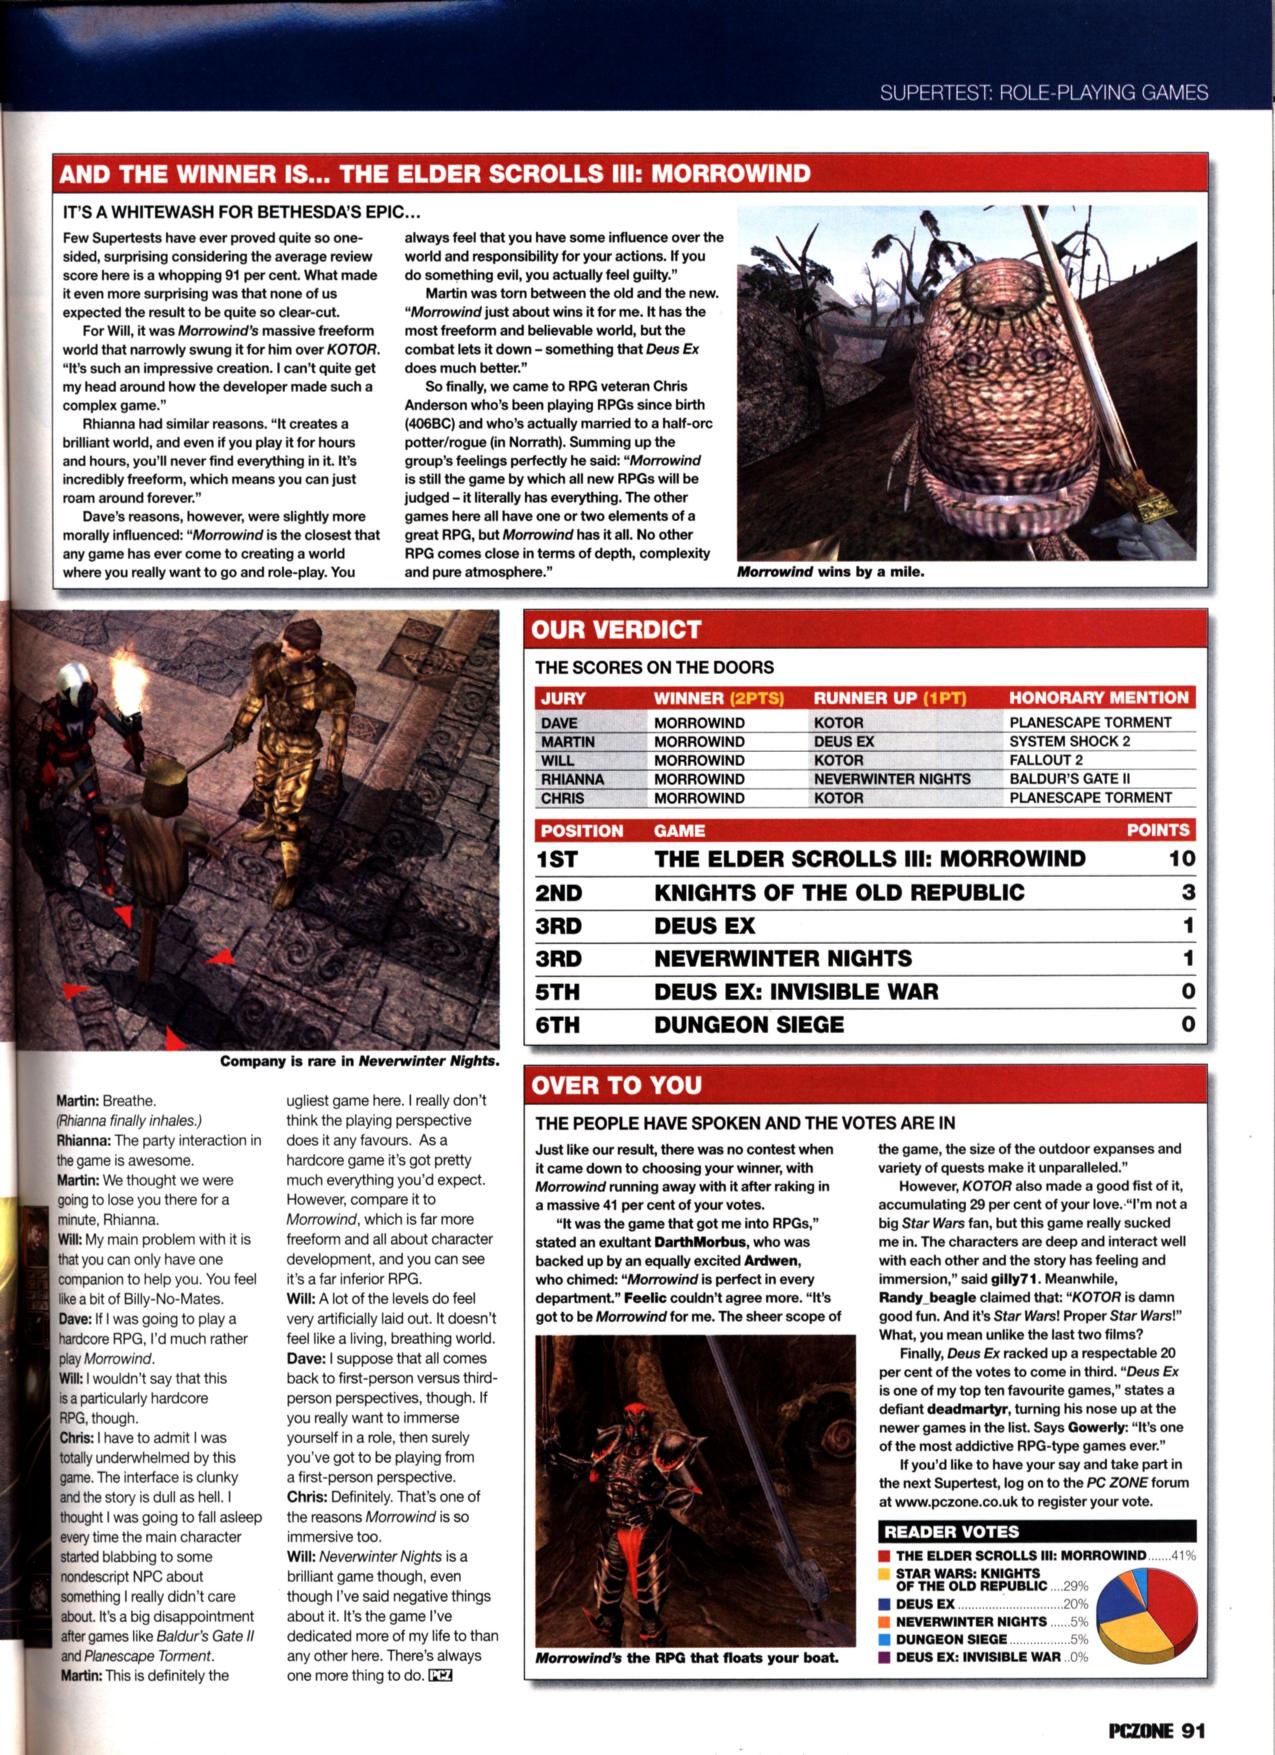 SUPERTEST: ROLE-PLAYING GAMES
AND THE WINNER IS... THE ELDER SCROLLS III: MORROWIND
IT'S A WHITEWASH FOR BETHESDA'S EPIC...
Few Supertests have ever proved quite so one-
sided, surprising considering the average review
score here is a whopping 91 per cent. What made
it even more surprising was that none of us
expected the result to be quite so clear-cut.
For Will, it was Morrowind's massive freeform
world that narrowly swung it for him over KOTOR.
"It's such an impressive creation. I can't quite get
my head around how the developer made such a
complex game."
Rhianna had similar reasons. "It creates a
brilliant world, and even if you play it for hours
and hours, you'll never find everything in it. It's
incredibly freeform, which means you can just
roam around forever."
Dave's reasons, however, were slightly more
morally influenced: "Morrowind is the closest that
any game has ever come to creating a world
where you really want to go and role-play. You
always feel that you have some influence over the
world and responsibility for your actions. If you
do something evil, you actually feel guilty."
Martin was torn between the old and the new.
"Morrowind just about wins it for me. It has the
most freeform and believable world, but the
combat lets it down – something that Deus Ex
does much better."
So finally, we came to RPG veteran Chris
Anderson who's been playing RPGs since birth
(406BC) and who's actually married to a half-orc
potter/rogue (in Norrath). Summing up the
group's feelings perfectly he said: "Morrowind
is still the game by which all new RPGs will be
judged – it literally has everything. The other
games here all have one or two elements of a
great RPG, but Morrowind has it all. No other
RPG comes close in terms of depth, complexity
and pure atmosphere."
Morrowind wins by a mile.
Company is rare in Neverwinter Nights.
Martin: Breathe.
(Rhianna finally inhales.)
Rhianna: The party interaction in
the game is awesome.
Martin: We thought we were
going to lose you there for a
minute, Rhianna.
Will: My main problem with it is
that you can only have one
companion to help you. You feel
like a bit of Billy-No-Mates.
Dave: If I was going to play a
hardcore RPG, I'd much rather
play Morrowind.
Will: I wouldn't say that this
is a particularly hardcore
RPG, though.
Chris: I have to admit I was
totally underwhelmed by this
game. The interface is clunky
and the story is dull as hell. I
thought I was going to fall asleep
every time the main character
started blabbing to some
nondescript NPC about
something I really didn't care
about. It's a big disappointment
after games like Baldur's Gate II
and Planescape Torment.
Martin: This is definitely the
ugliest game here. I really don't
think the playing perspective
does it any favours. As a
hardcore game it's got pretty
much everything you'd expect.
However, compare it to
Morrowind, which is far more
freeform and all about character
development, and you can see
it's a far inferior RPG.
Will: A lot of the levels do feel
very artificially laid out. It doesn't
feel like a living, breathing world.
Dave: I suppose that all comes
back to first-person versus third-
person perspectives, though. If
you really want to immerse
yourself in a role, then surely
you've got to be playing from
a first-person perspective.
Chris: Definitely. That's one of
the reasons Morrowind is so
immersive too.
Will: Neverwinter Nights is a
brilliant game though, even
though I've said negative things
about it. It's the game I've
dedicated more of my life to than
any other here. There's always
one more thing to do. PCZ
OUR VERDICT
THE SCORES ON THE DOORS
JURY WINNER (2PTS) RUNNER UP (1PT) HONORARY MENTION
DAVE MORROWIND KOTOR PLANESCAPE TORMENT
MARTIN MORROWIND DEUS EX SYSTEM SHOCK 2
WILL MORROWIND KOTOR FALLOUT 2
RHIANNA MORROWIND NEVERWINTER NIGHTS BALDUR'S GATE II
CHRIS MORROWIND KOTOR PLANESCAPE TORMENT
POSITION GAME POINTS
1ST THE ELDER SCROLLS III: MORROWIND 10
2ND KNIGHTS OF THE OLD REPUBLIC 3
3RD DEUS EX 1
3RD NEVERWINTER NIGHTS 1
5TH DEUS EX: INVISIBLE WAR 0
6TH DUNGEON SIEGE 0
OVER TO YOU
THE PEOPLE HAVE SPOKEN AND THE VOTES ARE IN
Just like our result, there was no contest when
it came down to choosing your winner, with
Morrowind running away with it after raking in
a massive 41 per cent of your votes.
"It was the game that got me into RPGs,"
stated an exultant DarthMorbus, who was
backed up by an equally excited Ardwen,
who chimed: "Morrowind is perfect in every
department." Feelic couldn't agree more. "It's
got to be Morrowind for me. The sheer scope of
Morrowind's the RPG that floats your boat.
the game, the size of the outdoor expanses and
variety of quests make it unparalleled."
However, KOTOR also made a good fist of it,
accumulating 29 per cent of your love. "I'm not a
big Star Wars fan, but this game really sucked
me in. The characters are deep and interact well
with each other and the story has feeling and
immersion," said gilly71. Meanwhile,
Randy_beagle claimed that: "KOTOR is damn
good fun. And it's Star Wars! Proper Star Wars!"
What, you mean unlike the last two films?
Finally, Deus Ex racked up a respectable 20
per cent of the votes to come in third. "Deus Ex
is one of my top ten favourite games," states a
defiant deadmartyr, turning his nose up at the
newer games in the list. Says Gowerly: "It's one
of the most addictive RPG-type games ever."
If you'd like to have your say and take part in
the next Supertest, log on to the PC ZONE forum
at www.pczone.co.uk to register your vote.
READER VOTES
THE ELDER SCROLLS III: MORROWIND.......41%
STAR WARS: KNIGHTS
OF THE OLD REPUBLIC ....29%
DEUS EX ..........................20%
NEVERWINTER NIGHTS ......5%
DUNGEON SIEGE.................5%
DEUS EX: INVISIBLE WAR ..0%
PCZONE 91